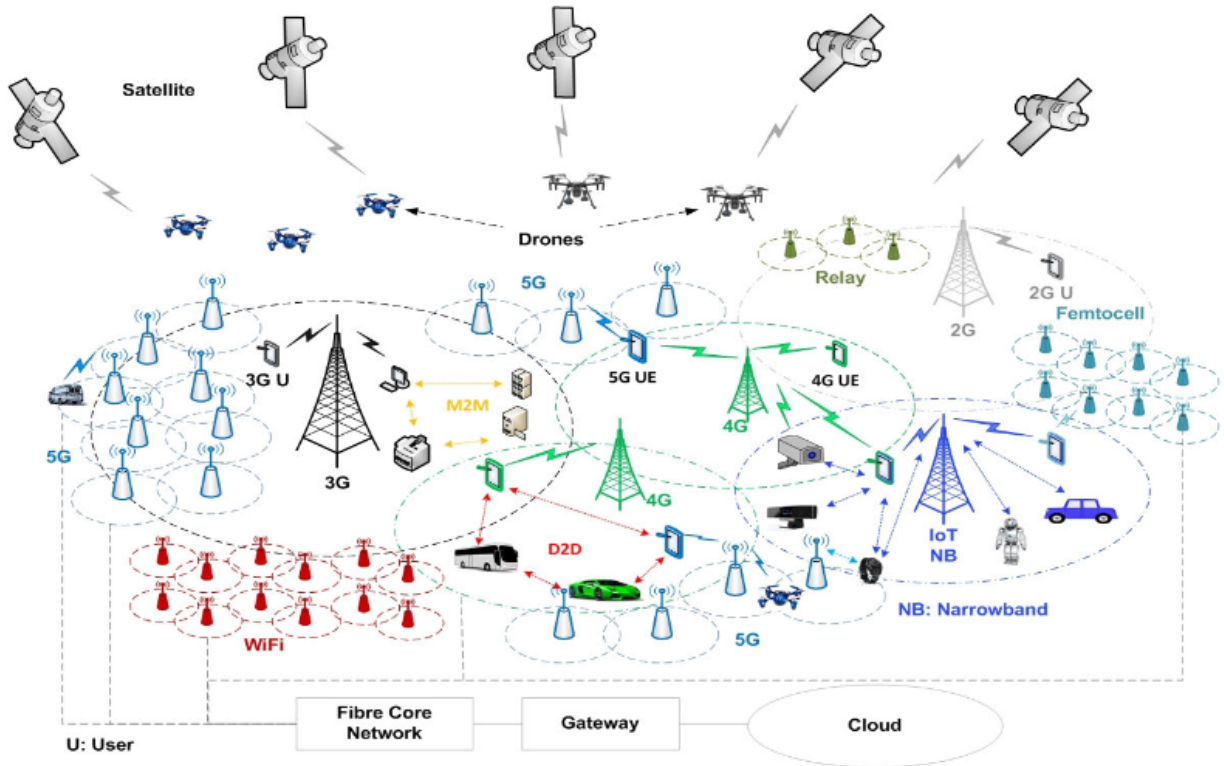 Satellite
Drones
5G
Relay
2G U
2G
Femtocell
3G U
5G UE
4G UE
M2M
4G
5G
3G
4G
IoT
NB
D2D
NB: Narrowband
WiFi
5G
Fibre Core
Network
Gateway
Cloud
U: User